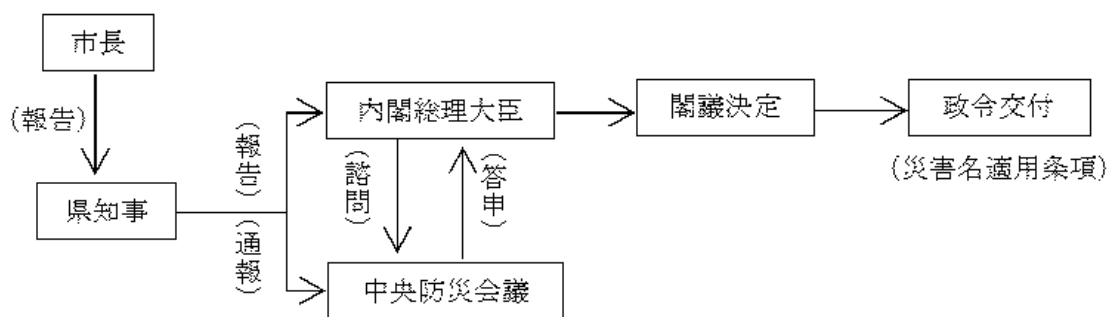 市長
(報告)
県知事
(報告)
(通報)
内閣総理大臣
(諮問)
(答申)
中央防災会議
閣議決定
政令交付
(災害名適用条項)